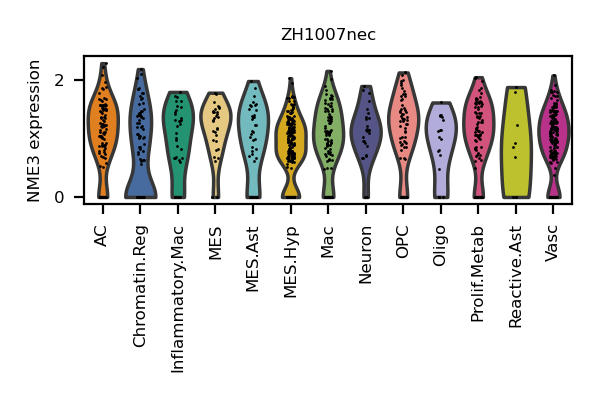 ZH1007nec
NME3 expression
2
0
AC
Chromatin.Reg
Inflammatory.Mac
MES
MES.Ast
MES.Hyp
Mac
Neuron
OPC
Oligo
Prolif.Metab
Reactive.Ast
Vasc